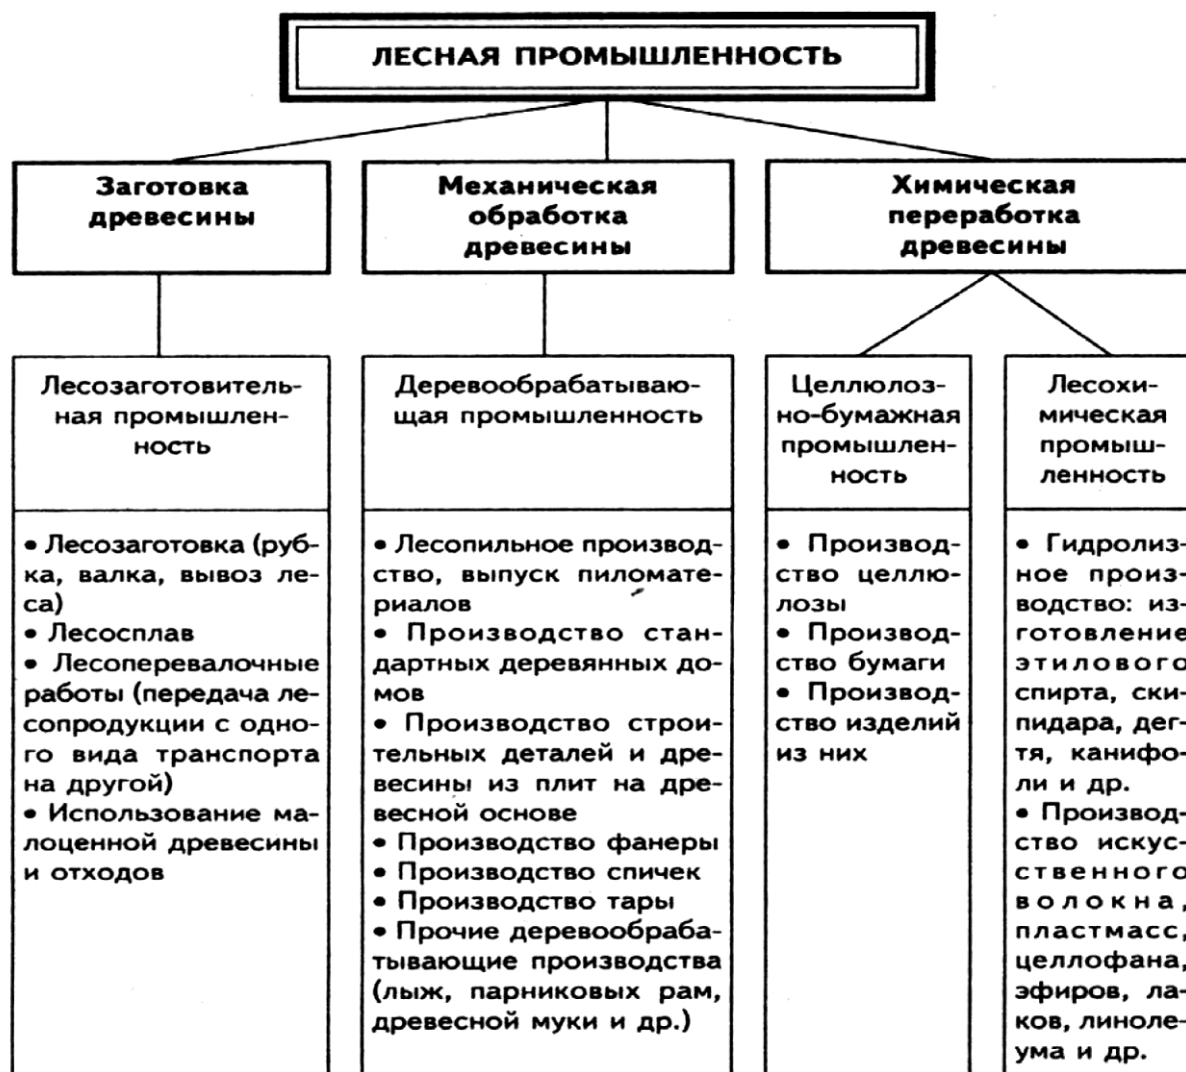 ЛЕСНАЯ ПРОМЫШЛЕННОСТЬ
Заготовка
древесины
Механическая
обработка
древесины
Химическая
переработка
древесины
Лесозаготовитель-
ная промышлен-
ность
• Лесозаготовка (руб-
ка, валка, вывоз ле-
са)
• Лесосплав
• Лесоперевалочные
работы (передача ле-
сопродукции с одно-
го вида транспорта
на другой)
• Использование ма-
лоценной древесины
и отходов
Деревообрабатываю-
щая промышленность
• Лесопильное производ-
ство, выпуск пиломате-
риалов
• Производство стан-
дартных деревянных до-
мов
• Производство строи-
тельных деталей и дре-
весины из плит на дре-
весной основе
• Производство фанеры
• Производство спичек
• Производство тары
• Прочие деревообраба-
тывающие производства
(лыж, парниковых рам,
древесной муки и др.)
Целлюлоз-
но-бумажная
промышлен-
ность
• Производ-
ство целлю-
лозы
• Производ-
ство бумаги
• Производ-
ство изделий
из них
Лесохи-
мическая
промыш-
ленность
• Гидролиз-
ное произ-
водство: из-
готовление
этилового
спирта, ски-
пидара, дег-
тя, канифо-
ли и др.
• Производ-
ство искус-
ственного
волокна,
пластмасс,
целлофана,
эфиров, ла-
ков, линоле-
ума и др.